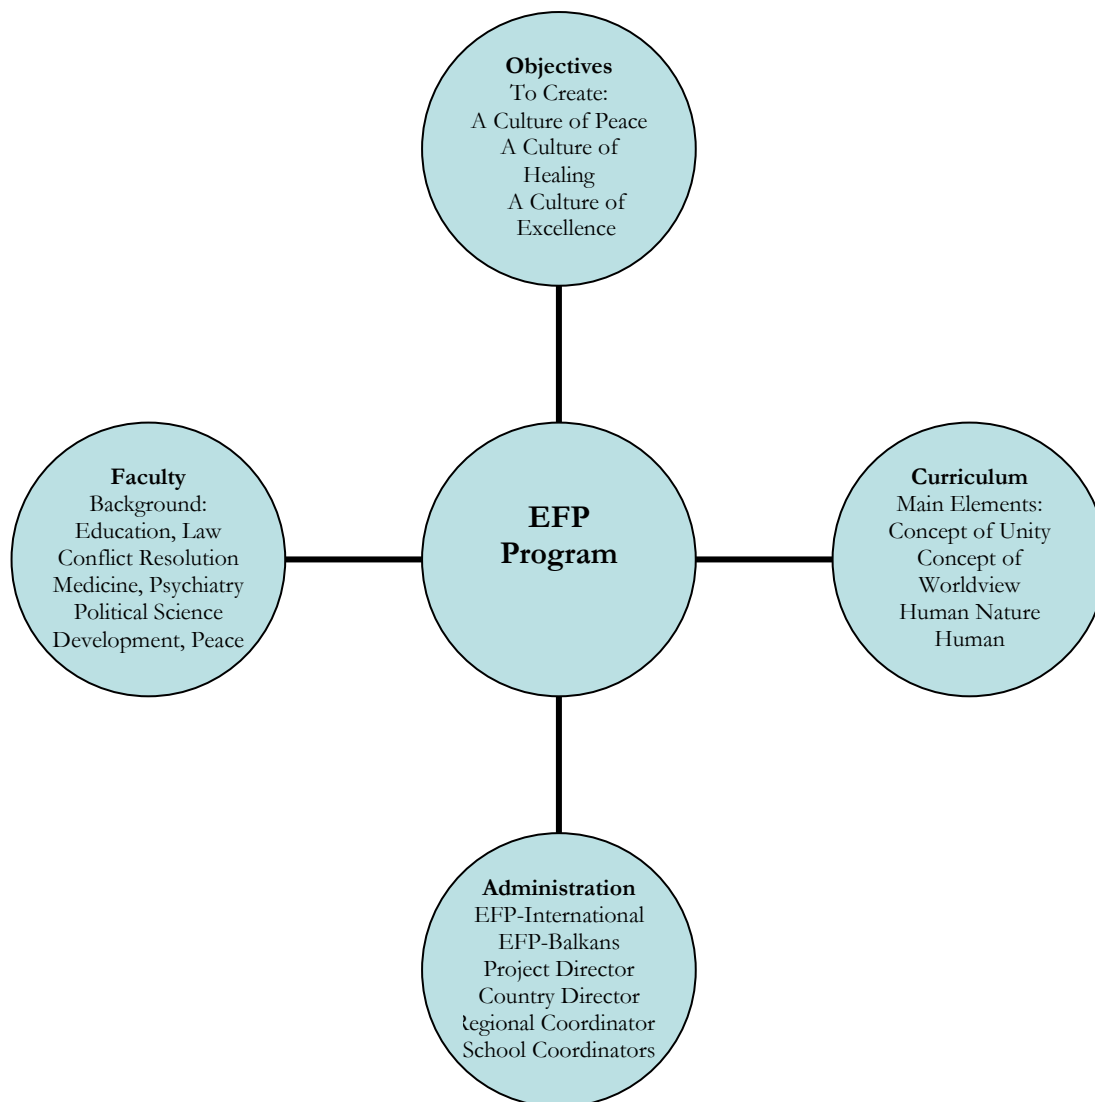 Objectives
To Create:
A Culture of Peace
A Culture of
Healing
A Culture of
Excellence
Faculty
Background:
Education, Law
Conflict Resolution
Medicine, Psychiatry
Political Science
Development, Peace
EFP
Program
Curriculum
Main Elements:
Concept of Unity
Concept of
Worldview
Human Nature
Human
Administration
EFP-International
EFP-Balkans
Project Director
Country Director
Regional Coordinator
School Coordinators